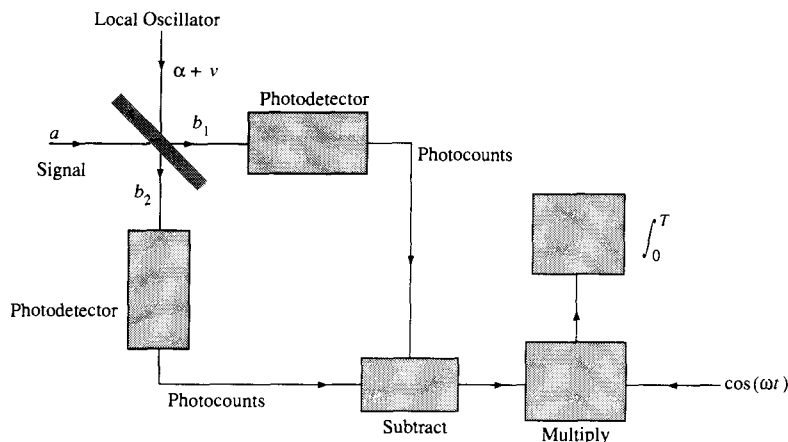 Local Oscillator
α + v
Photodetector
b₁
a
Signal
Photocounts
b₂
∫₀ᵀ
Photodetector
cos(ωt)
Photocounts
Subtract
Multiply